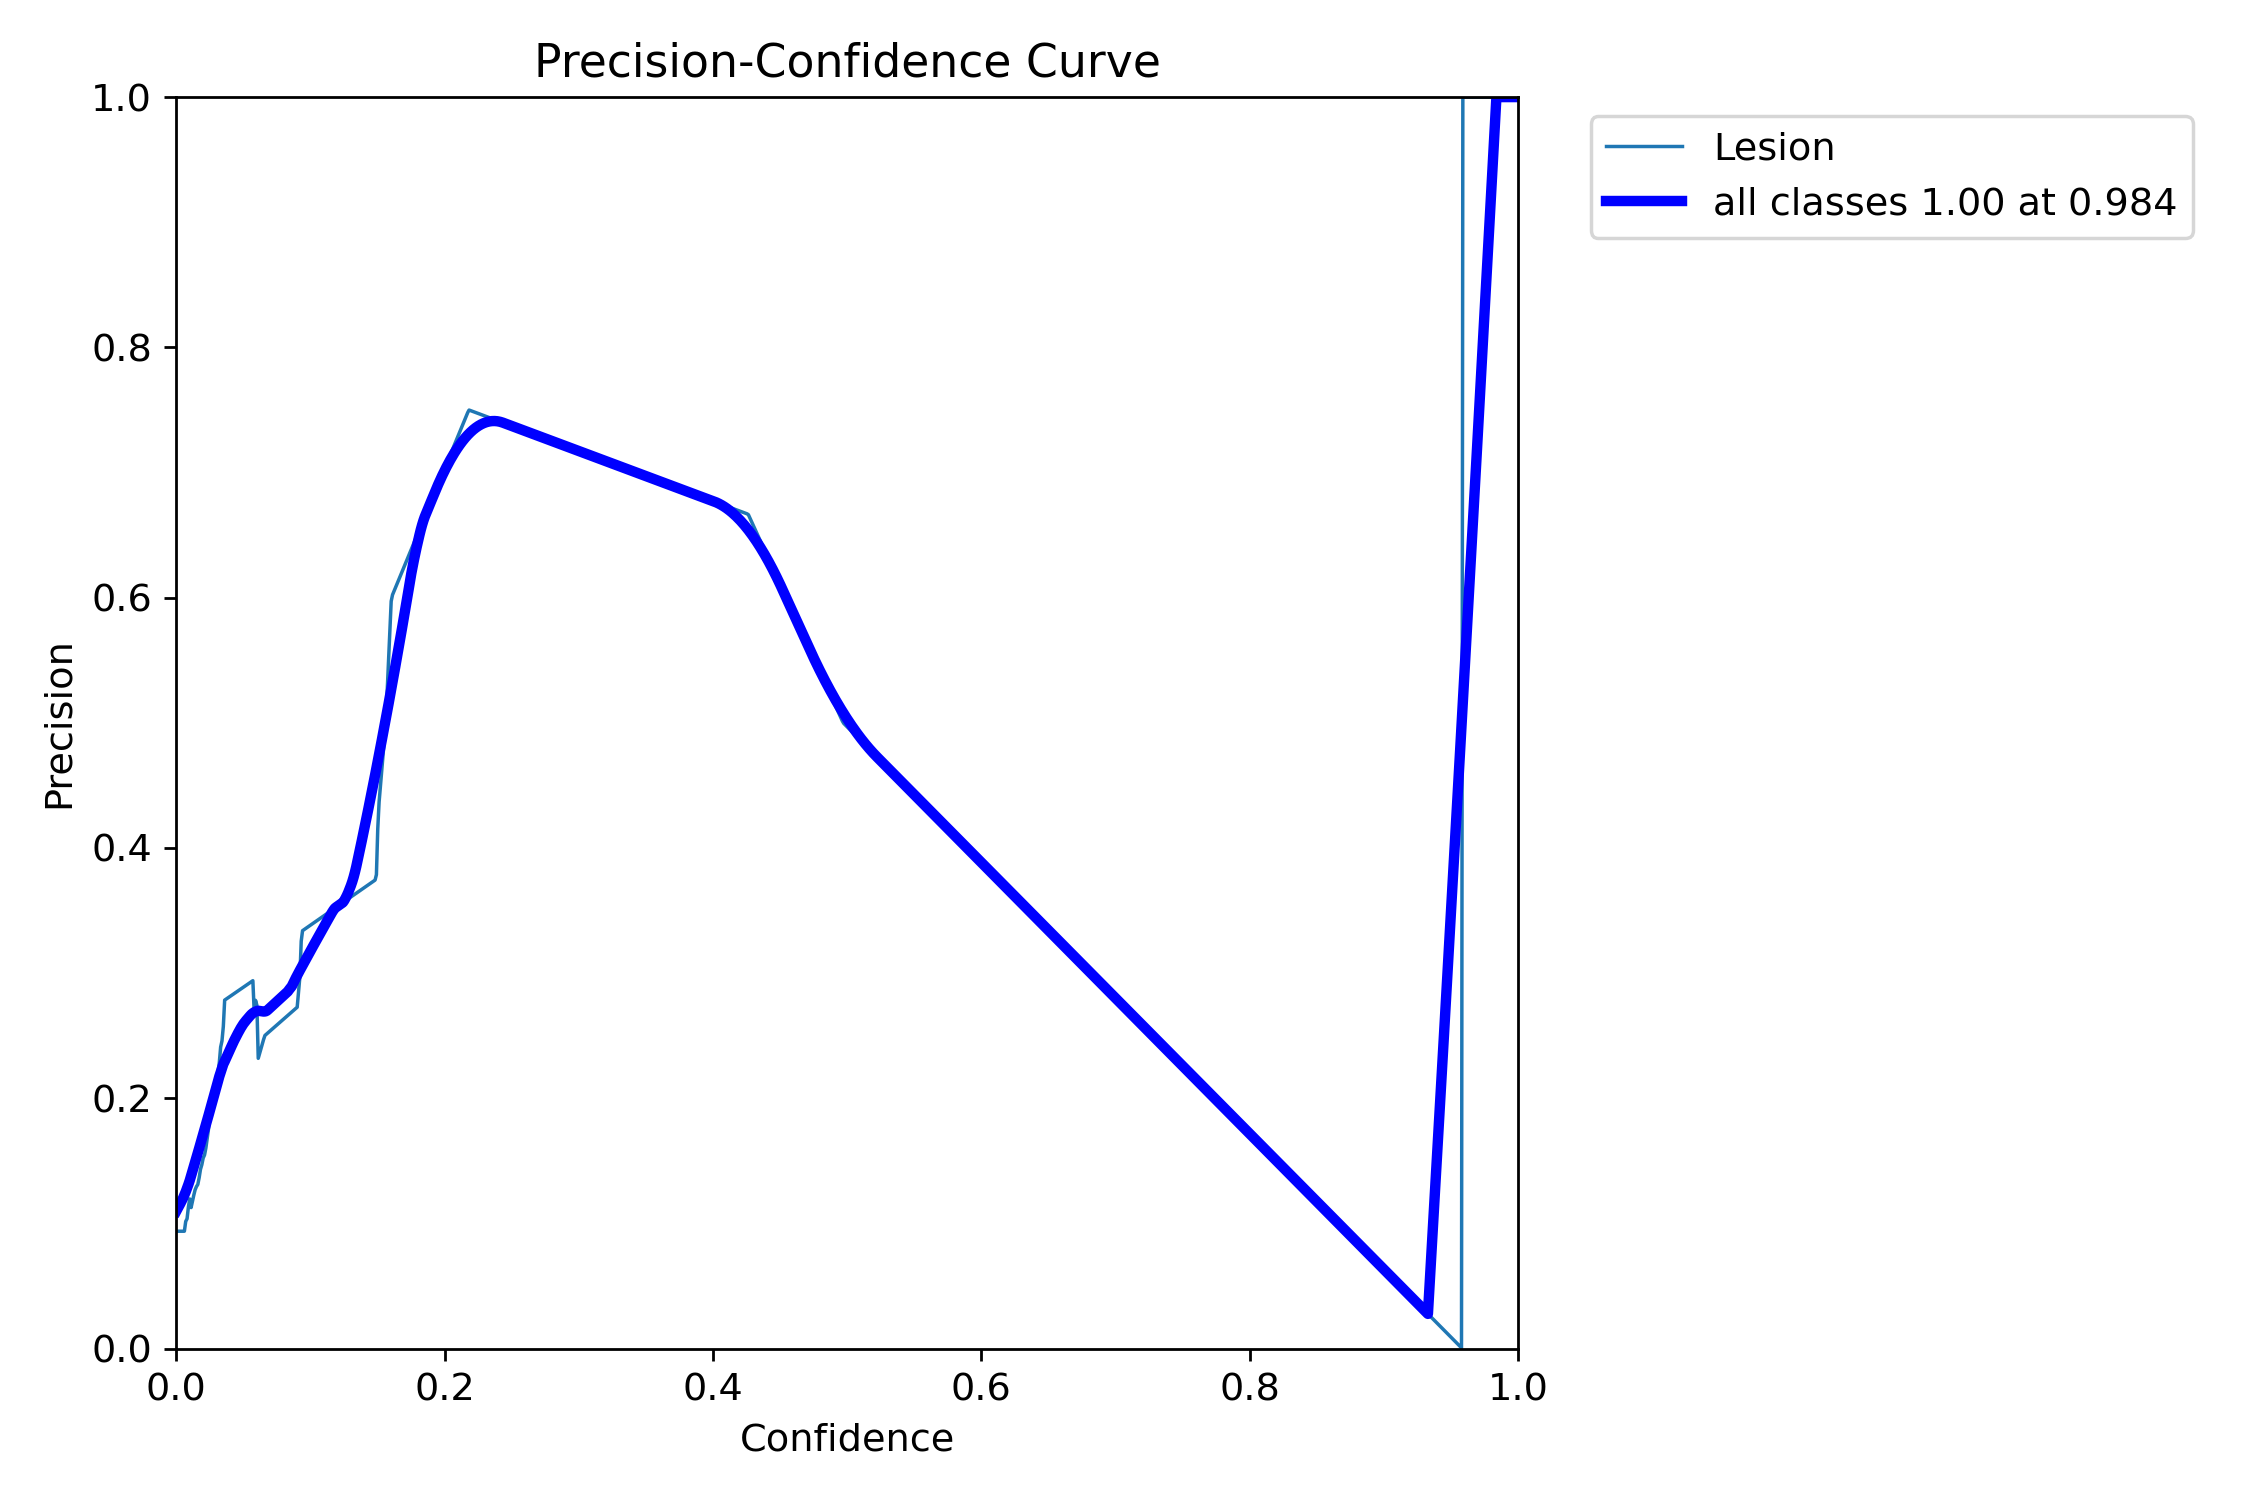 Precision-Confidence Curve
Lesion
all classes 1.00 at 0.984
Precision
1.0
0.8
0.6
0.4
0.2
0.0
0.0 0.2 0.4 0.6 0.8 1.0
Confidence